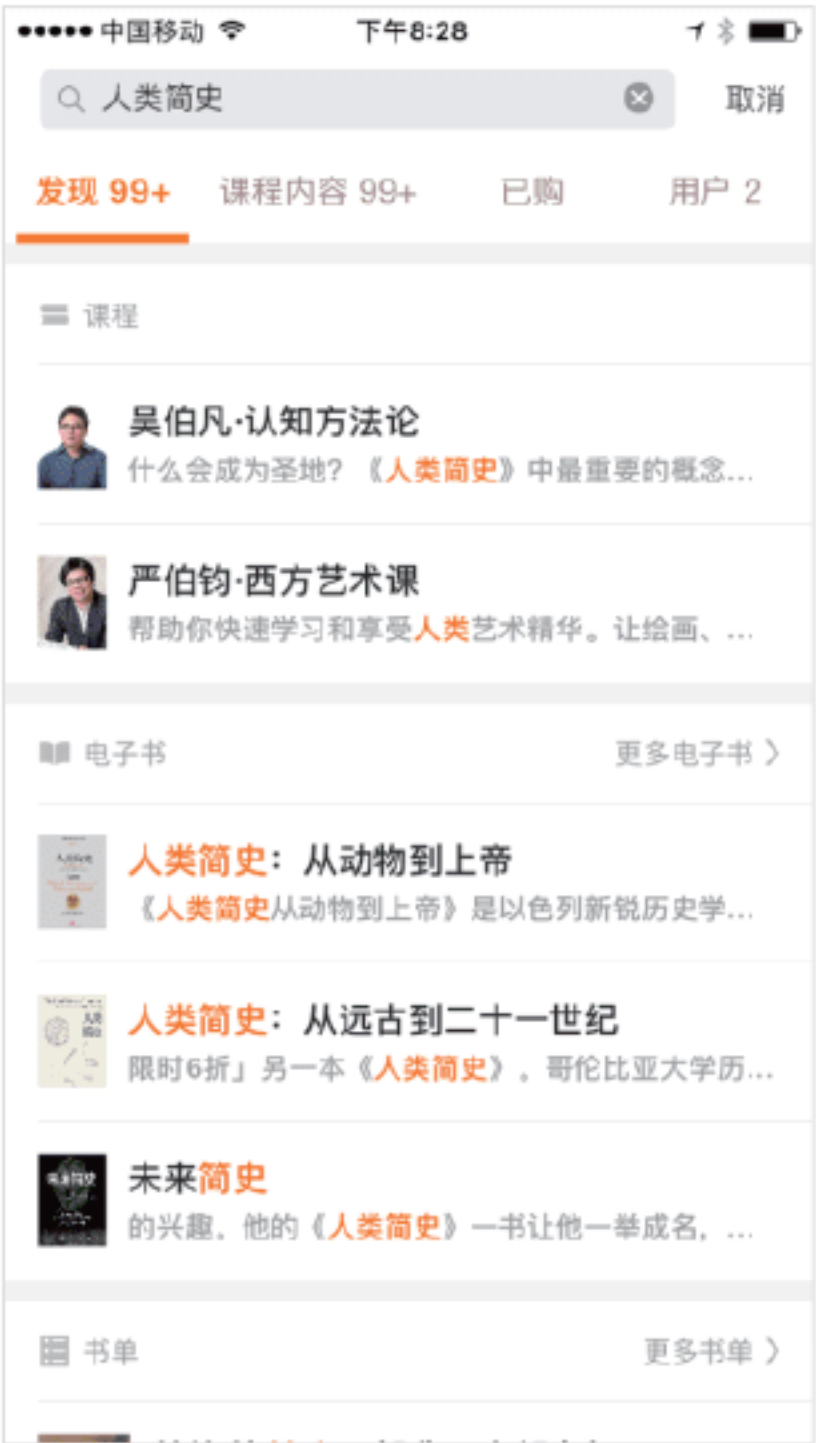 中国移动 下午8:28
人类简史 取消
发现 99+ 课程内容 99+ 已购 用户 2
课程
吴伯凡·认知方法论
什么会成为圣地？《人类简史》中最重要的概念...
严伯钧·西方艺术课
帮助你快速学习和享受人类艺术精华。让绘画、...
电子书 更多电子书
人类简史：从动物到上帝
《人类简史从动物到上帝》是以色列新锐历史学...
人类简史：从远古到二十一世纪
限时6折」另一本《人类简史》。哥伦比亚大学历...
未来简史
的兴趣。他的《人类简史》一书让他一举成名，...
书单 更多书单